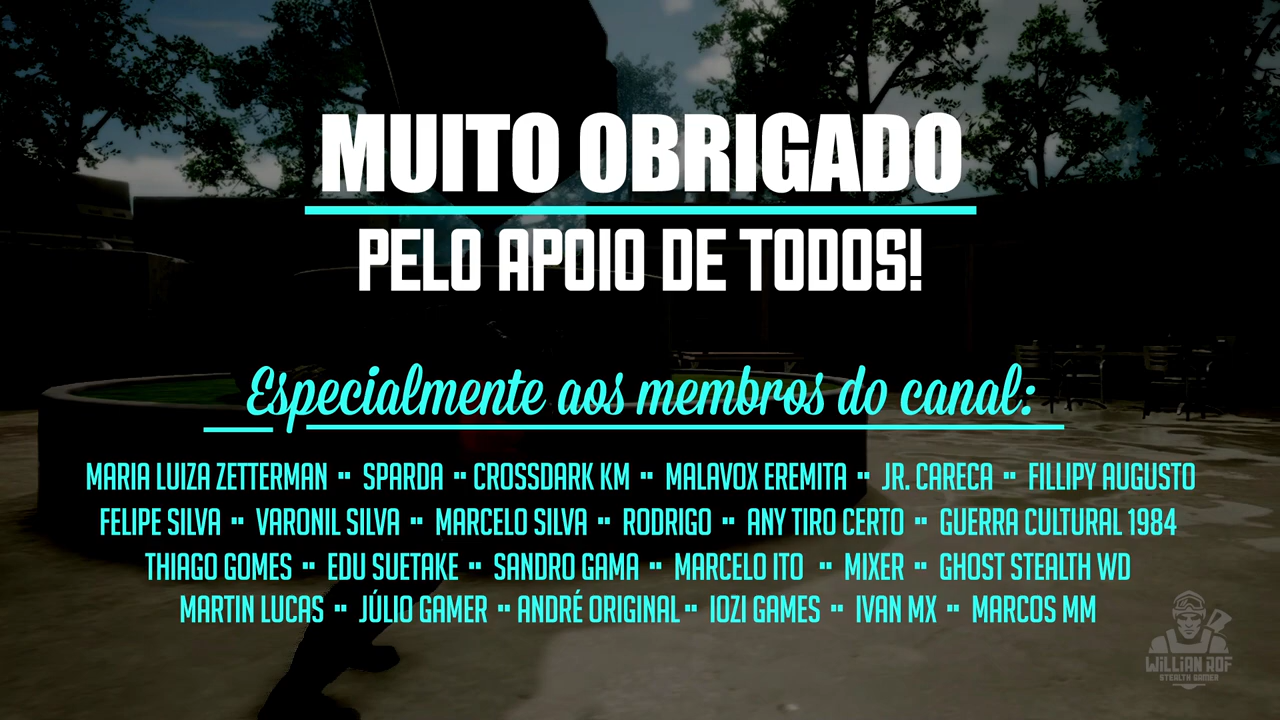 MUITO OBRIGADO
PELO APOIO DE TODOS!
Especialmente aos membros do canal:
MARIA LUIZA ZETTERMAN ·· SPARDA ·· CROSSDARK KM ·· MALAVOX EREMITA ·· JR. CARECA ·· FILLIPY AUGUSTO
FELIPE SILVA ·· VARONIL SILVA ·· MARCELO SILVA ·· RODRIGO ·· ANY TIRO CERTO ·· GUERRA CULTURAL 1984
THIAGO GOMES ·· EDU SUETAKE ·· SANDRO GAMA ·· MARCELO ITO ·· MIXER ·· GHOST STEALTH WD
MARTIN LUCAS ·· JÚLIO GAMER ·· ANDRÉ ORIGINAL ·· IOZI GAMES ·· IVAN MX ·· MARCOS MM
WILLIAN ROF
STEALTH GAMER